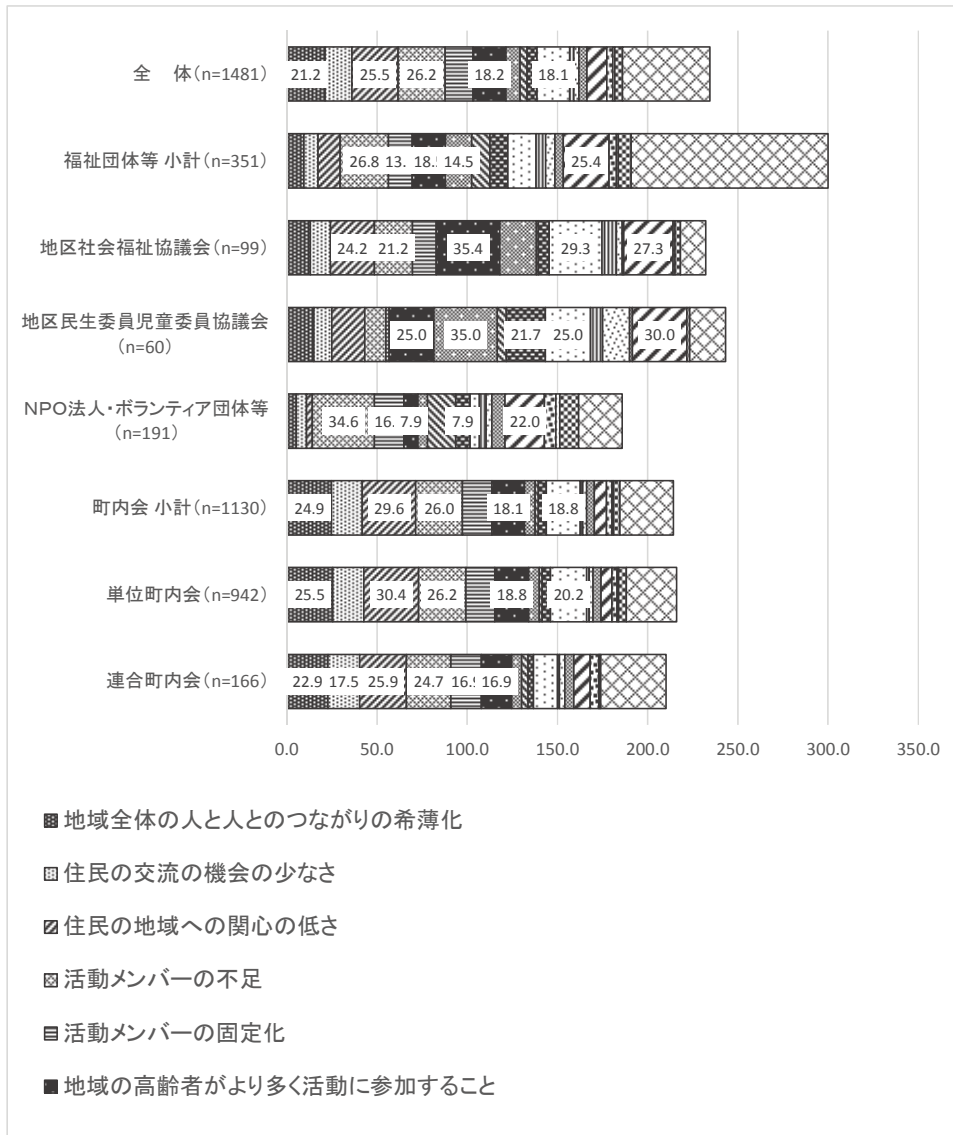 全 体(n=1481)
21.2 25.5 26.2 18.2 18.1
福祉団体等 小計(n=351)
26.8 13. 18. 14.5 25.4
地区社会福祉協議会(n=99)
24.2 21.2 35.4 29.3 27.3
地区民生委員児童委員協議会
(n=60)
25.0 35.0 21.7 25.0 30.0
NPO法人・ボランティア団体等
(n=191)
34.6 16. 7.9 7.9 22.0
町内会 小計(n=1130)
24.9 29.6 26.0 18.1 18.8
単位町内会(n=942)
25.5 30.4 26.2 18.8 20.2
連合町内会(n=166)
22.9 17.5 25.9 24.7 16.9 16.9
0.0 50.0 100.0 150.0 200.0 250.0 300.0 350.0
地域全体の人と人とのつながりの希薄化
住民の交流の機会の少なさ
住民の地域への関心の低さ
活動メンバーの不足
活動メンバーの固定化
地域の高齢者がより多く活動に参加すること